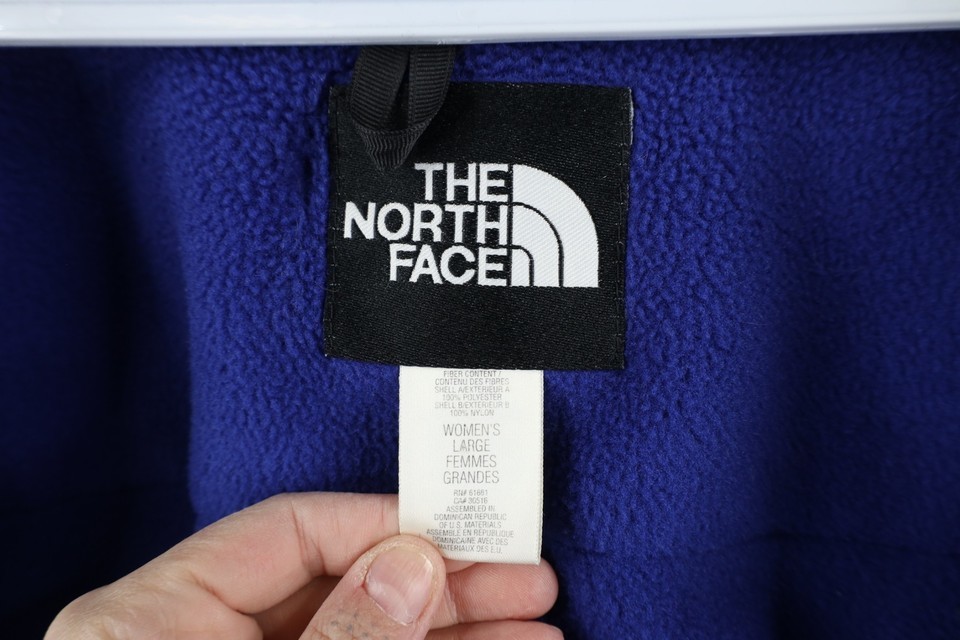 THE
NORTH
FACE
FIBER CONTENT/
CONTENU DES FIBRES
SHELL A/EXTERIEUR A
100% POLYESTER
SHELL B/EXTERIEUR B
100% NYLON
WOMEN'S
LARGE
FEMMES
GRANDES
RN# 61661
CA# 30516
ASSEMBLED IN
DOMINICAN REPUBLIC
OF U.S. MATERIALS
ASSEMBLE EN REPUBLIQUE
DOMINICAINE AVEC DES
MATERIAUX DES E.U.